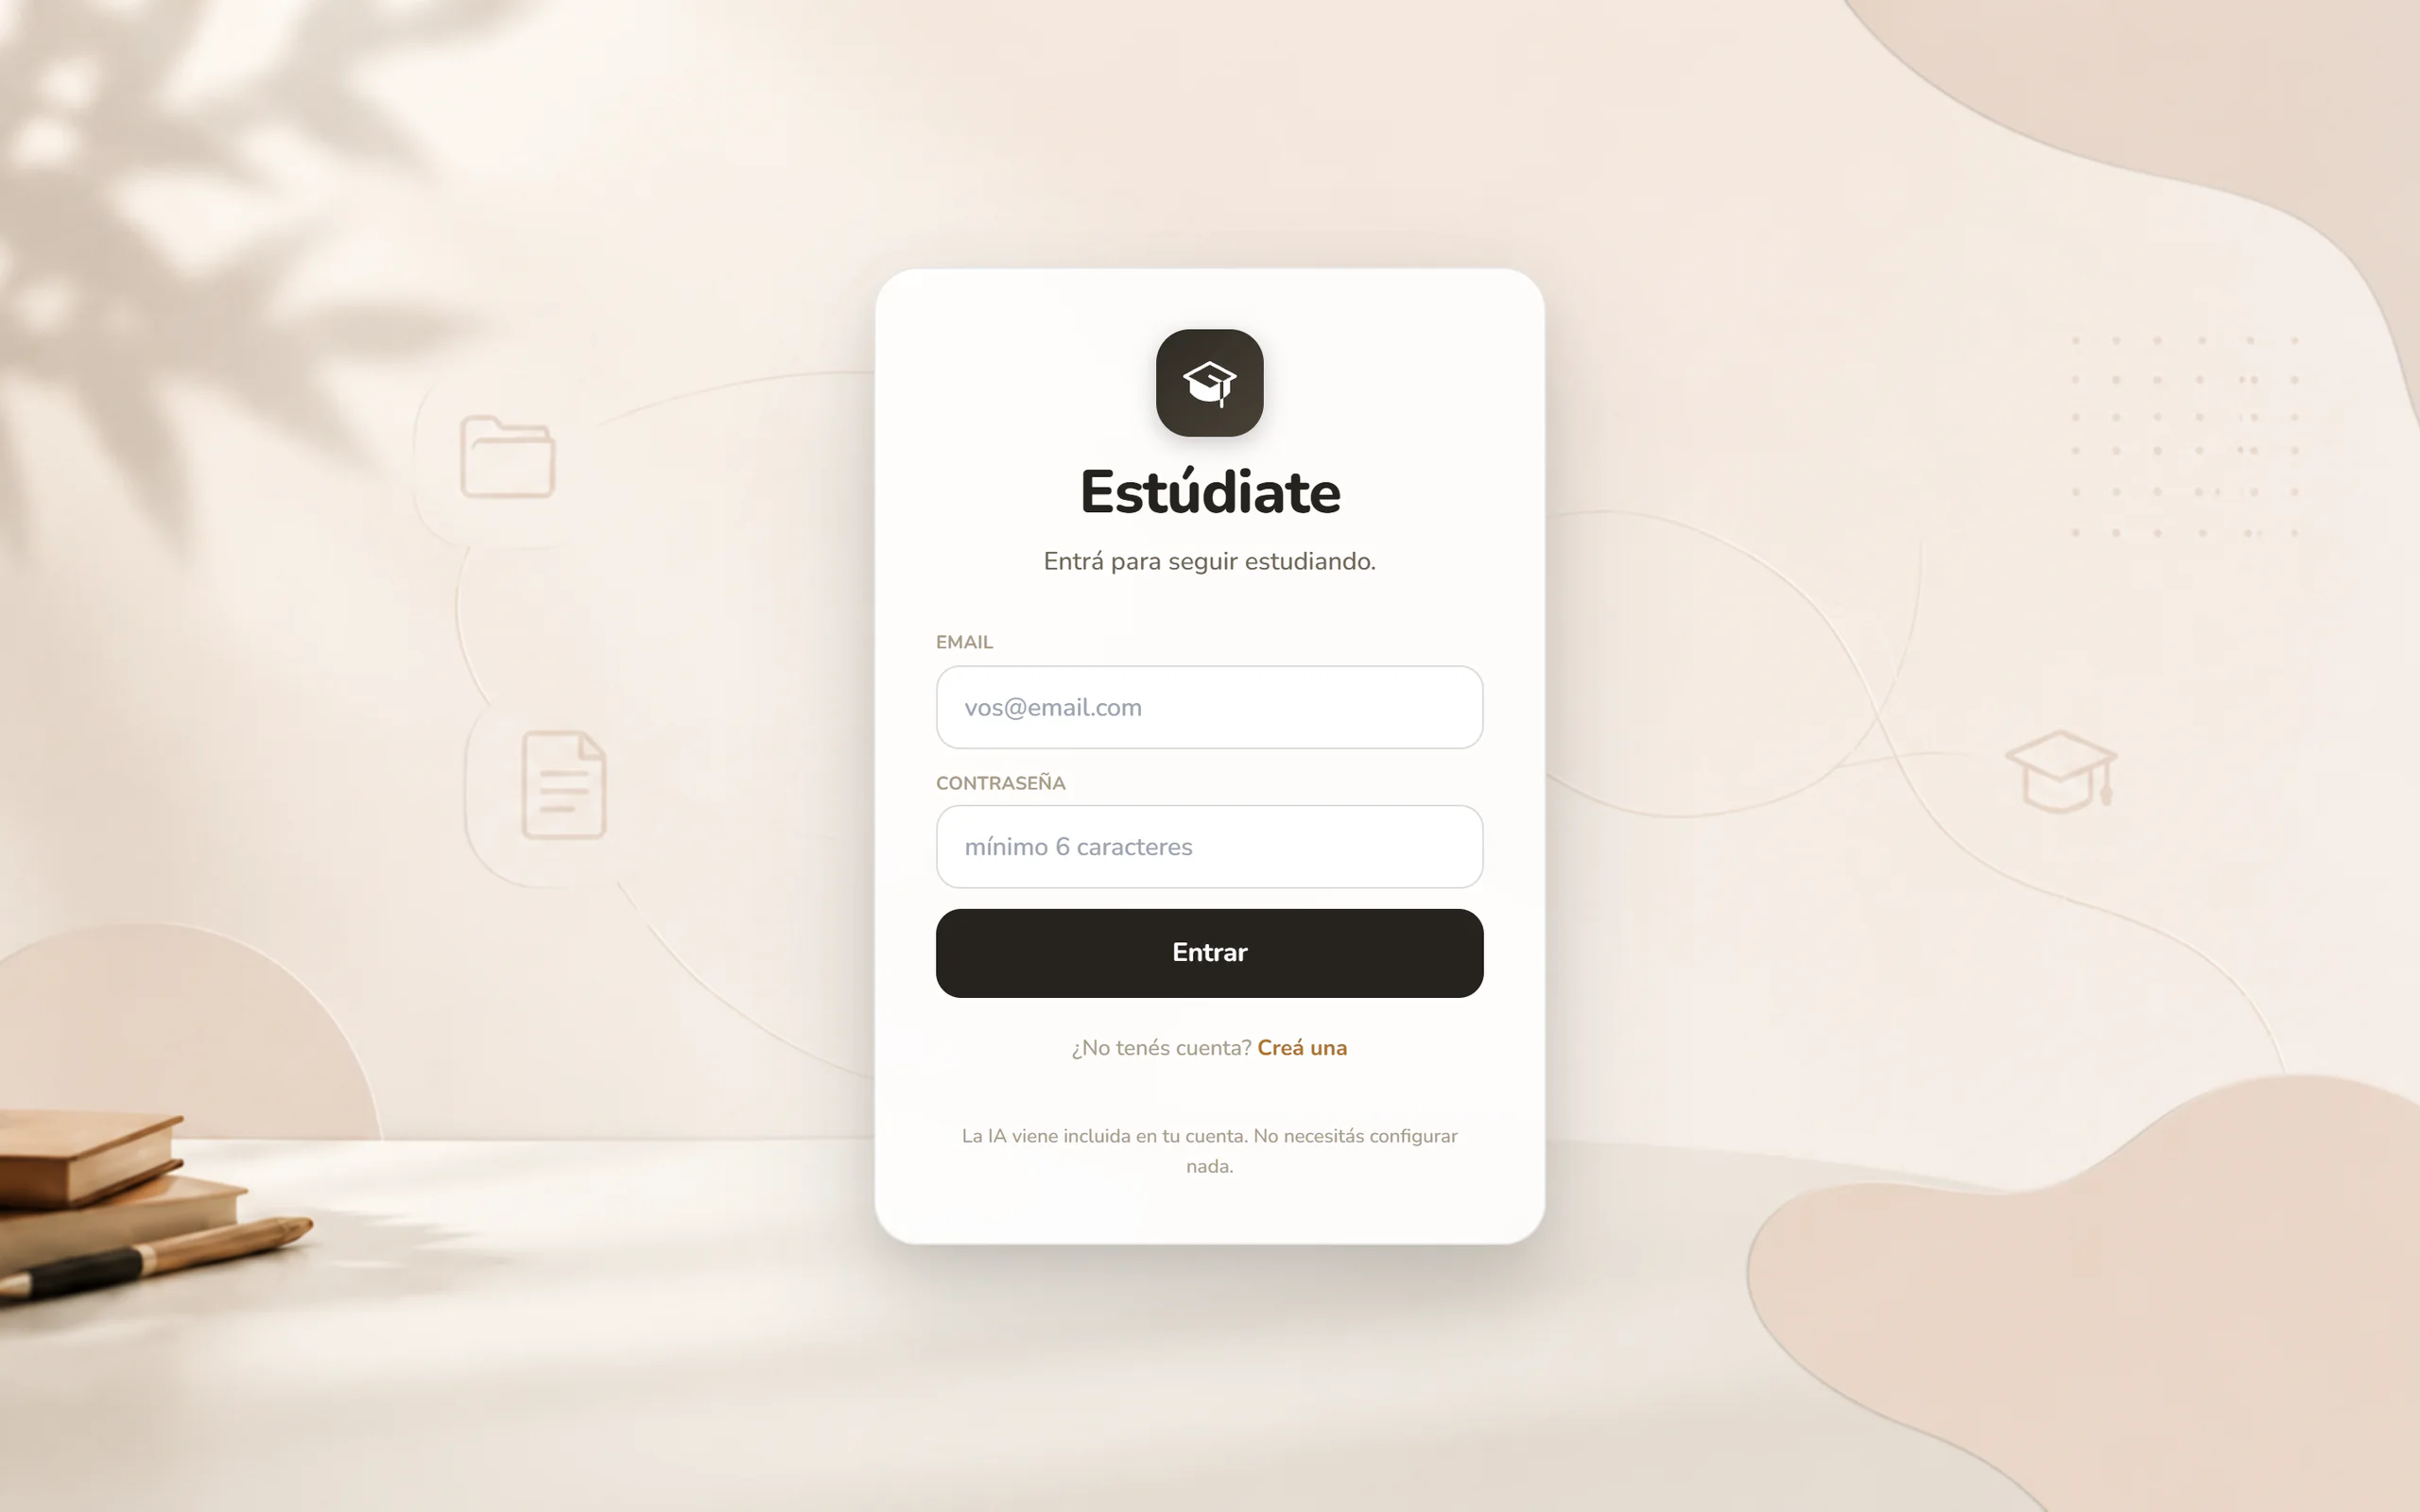 Estúdiate
Entrá para seguir estudiando.
EMAIL
vos@email.com
CONTRASEÑA
mínimo 6 caracteres
Entrar
¿No tenés cuenta? Creá una
La IA viene incluida en tu cuenta. No necesitás configurar
nada.